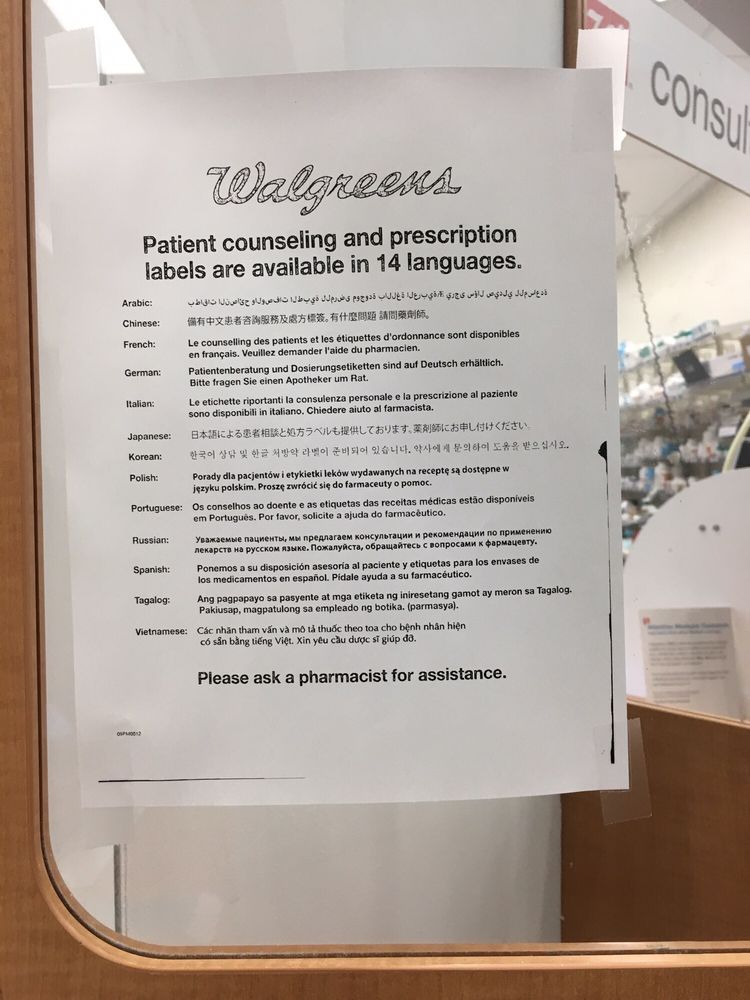 Walgreens
consul
Patient counseling and prescription
labels are available in 14 languages.
Arabic: بطاقات النصائح والوصفات الطبية للمرضى موجودة باللغة العربية/Æ يرجى سؤال صيدلي للمساعدة
Chinese: 備有中文患者咨詢服務及處方標簽。有什麼問題 請問藥劑師。
French: Le counselling des patients et les étiquettes d'ordonnance sont disponibles
en français. Veuillez demander l'aide du pharmacien.
German: Patientenberatung und Dosierungsetiketten sind auf Deutsch erhältlich.
Bitte fragen Sie einen Apotheker um Rat.
Italian: Le etichette riportanti la consulenza personale e la prescrizione al paziente
sono disponibili in italiano. Chiedere aiuto al farmacista.
Japanese: 日本語による患者相談と処方ラベルも提供しております。薬剤師にお申し付けください。
Korean: 한국어 상담 및 한글 처방약 라벨이 준비되어 있습니다. 약사에게 문의하여 도움을 받으십시오.
Polish: Porady dla pacjentów i etykietki leków wydawanych na receptę są dostępne w
języku polskim. Proszę zwrócić się do farmaceuty o pomoc.
Portuguese: Os conselhos ao doente e as etiquetas das receitas médicas estão disponíveis
em Português. Por favor, solicite a ajuda do farmacêutico.
Russian: Уважаемые пациенты, мы предлагаем консультации и рекомендации по применению
лекарств на русском языке. Пожалуйста, обращайтесь с вопросами к фармацевту.
Spanish: Ponemos a su disposición asesoría al paciente y etiquetas para los envases de
los medicamentos en español. Pídale ayuda a su farmacéutico.
Tagalog: Ang pagpapayo sa pasyente at mga etiketa ng iniresetang gamot ay meron sa Tagalog.
Pakiusap, magpatulong sa empleado ng botika. (parmasya).
Vietnamese: Các nhãn tham vấn và mô tả thuốc theo toa cho bệnh nhân hiện
có sẵn bằng tiếng Việt. Xin yêu cầu dược sĩ giúp đỡ.
Please ask a pharmacist for assistance.